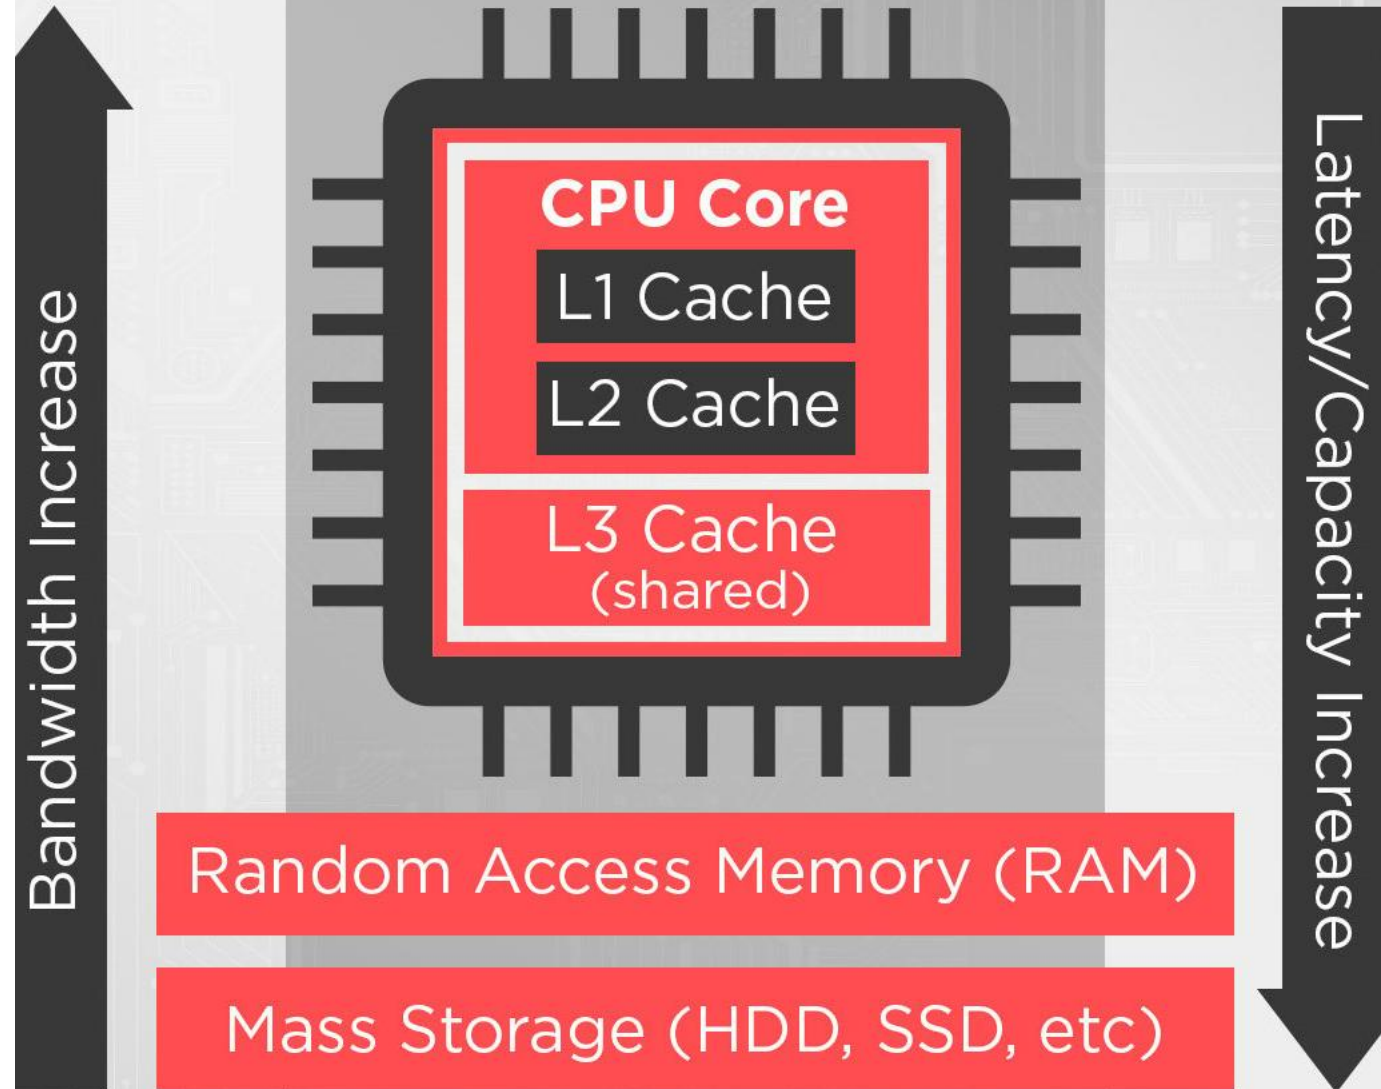 Bandwidth Increase
CPU Core
L1 Cache
L2 Cache
L3 Cache
(shared)
Random Access Memory (RAM)
Mass Storage (HDD, SSD, etc)
Latency/Capacity Increase